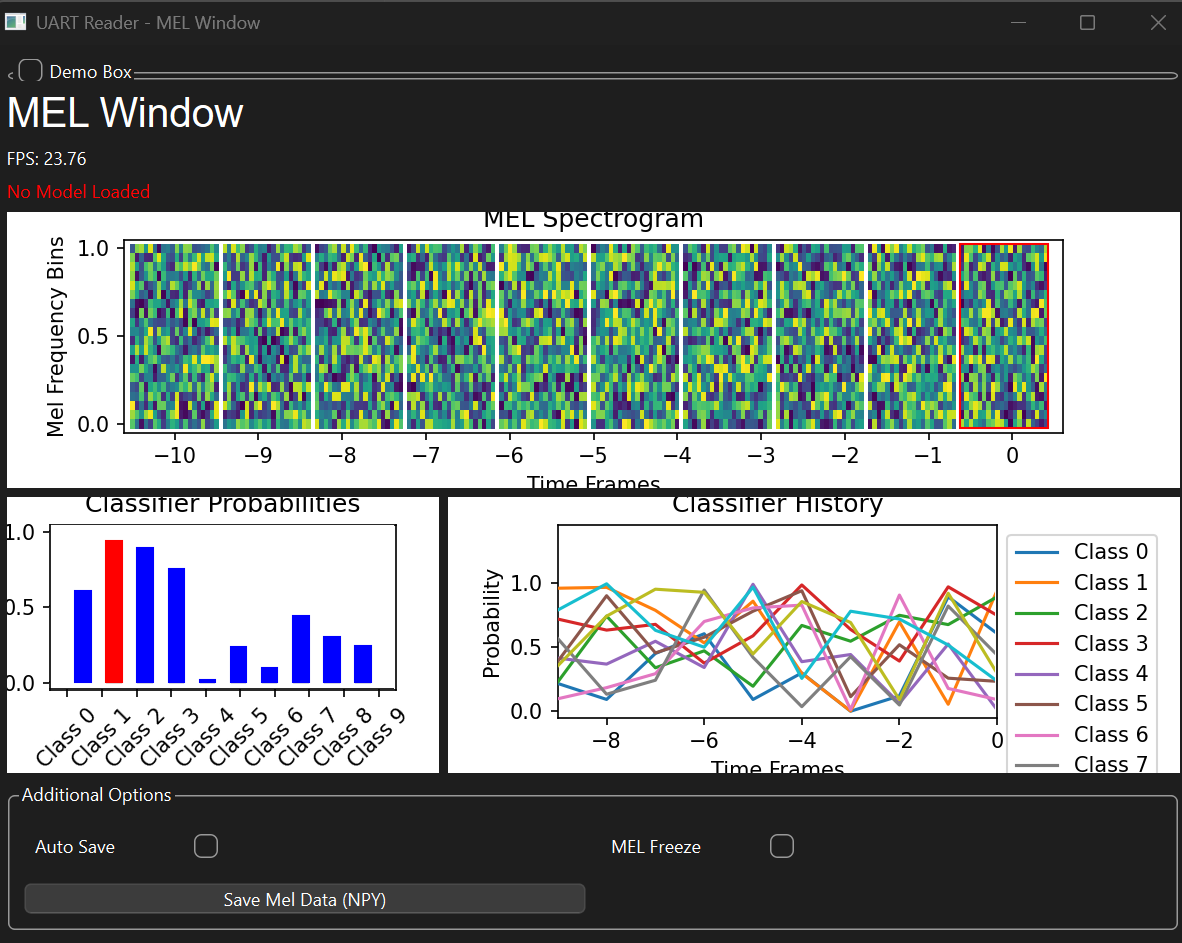 UART Reader - MEL Window
Demo Box
MEL Window
FPS: 23.76
No Model Loaded
MEL Spectrogram
Mel Frequency Bins
1.0
0.5
0.0
−10 −9 −8 −7 −6 −5 −4 −3 −2 −1 0
Time Frames
Classifier Probabilities
1.0
0.5
0.0
Class 0 Class 1 Class 2 Class 3 Class 4 Class 5 Class 6 Class 7 Class 8 Class 9
Classifier History
Probability
1.0
0.5
0.0
−8 −6 −4 −2 0
Time Frames
Class 0
Class 1
Class 2
Class 3
Class 4
Class 5
Class 6
Class 7
Additional Options
Auto Save MEL Freeze
Save Mel Data (NPY)